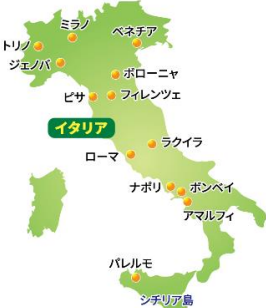 ミラノ
ベネチア
トリノ
ジェノバ
ボローニャ
ピサ
フィレンツェ
イタリア
ラクイラ
ローマ
ナポリ
ポンペイ
アマルフィ
パレルモ
シチリア島